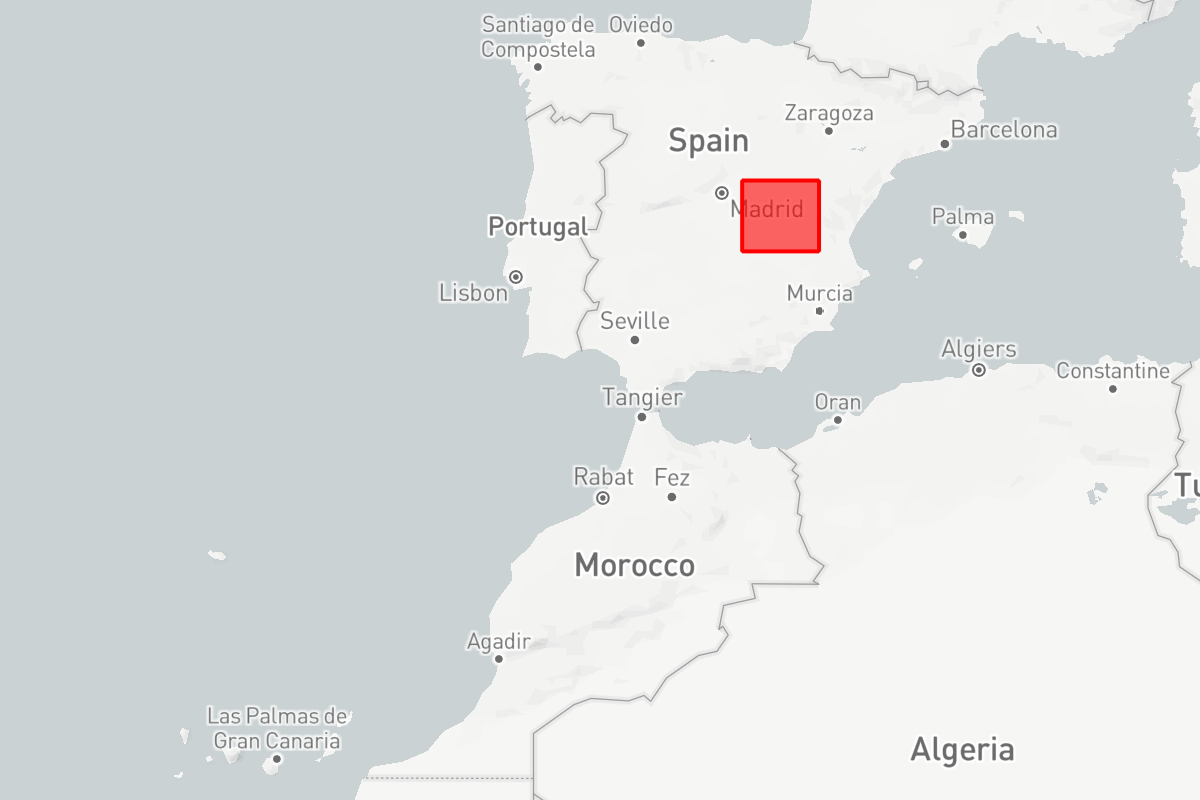 Santiago de
Compostela
Oviedo
Zaragoza
Barcelona
Spain
Madrid
Palma
Portugal
Lisbon
Murcia
Seville
Algiers
Constantine
Tangier
Oran
Rabat
Fez
Tu
Morocco
Agadir
Las Palmas de
Gran Canaria
Algeria